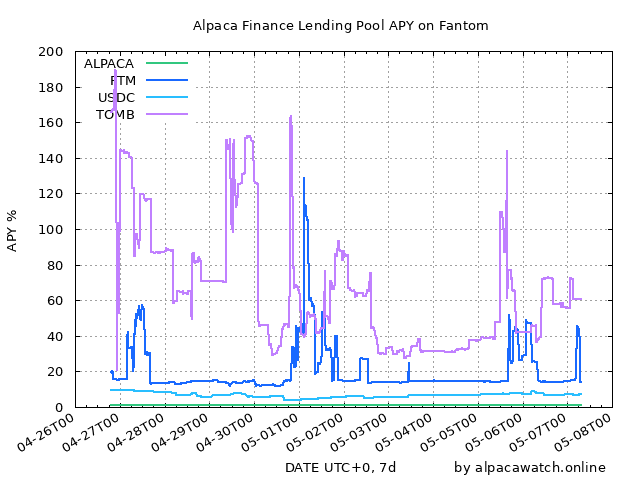 Alpaca Finance Lending Pool APY on Fantom
APY %
200
180
160
140
120
100
80
60
40
20
0
ALPACA
FTM
USDC
TOMB
04-26T00
04-27T00
04-28T00
04-29T00
04-30T00
05-01T00
05-02T00
05-03T00
05-04T00
05-05T00
05-06T00
05-07T00
05-08T00
DATE UTC+0, 7d
by alpacawatch.online